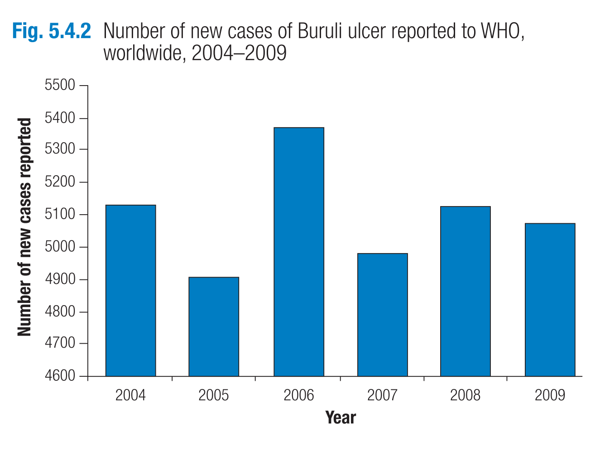 Fig. 5.4.2 Number of new cases of Buruli ulcer reported to WHO,
worldwide, 2004–2009
Number of new cases reported
5500
5400
5300
5200
5100
5000
4900
4800
4700
4600
2004 2005 2006 2007 2008 2009
Year